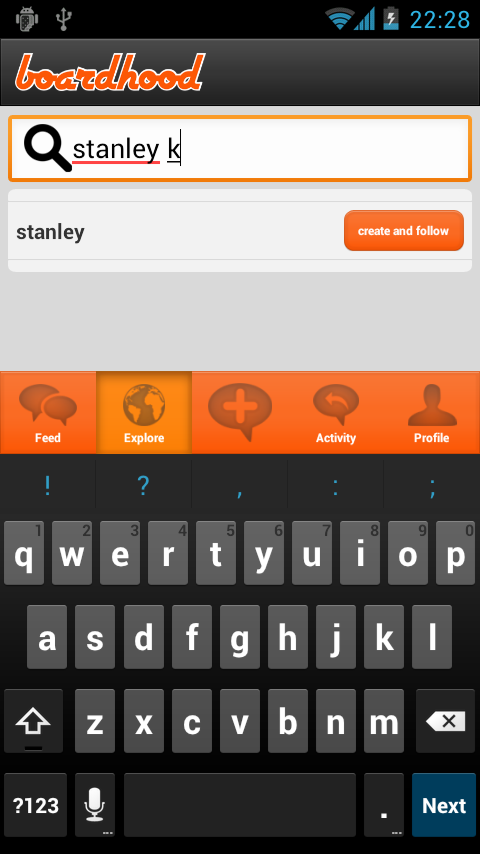 22:28
boardhood
stanley k
stanley
create and follow
Feed Explore Activity Profile
! ? , : ;
1 2 3 4 5 6 7 8 9 0
q w e r t y u i o p
a s d f g h j k l
z x c v b n m
?123 ... . ... Next